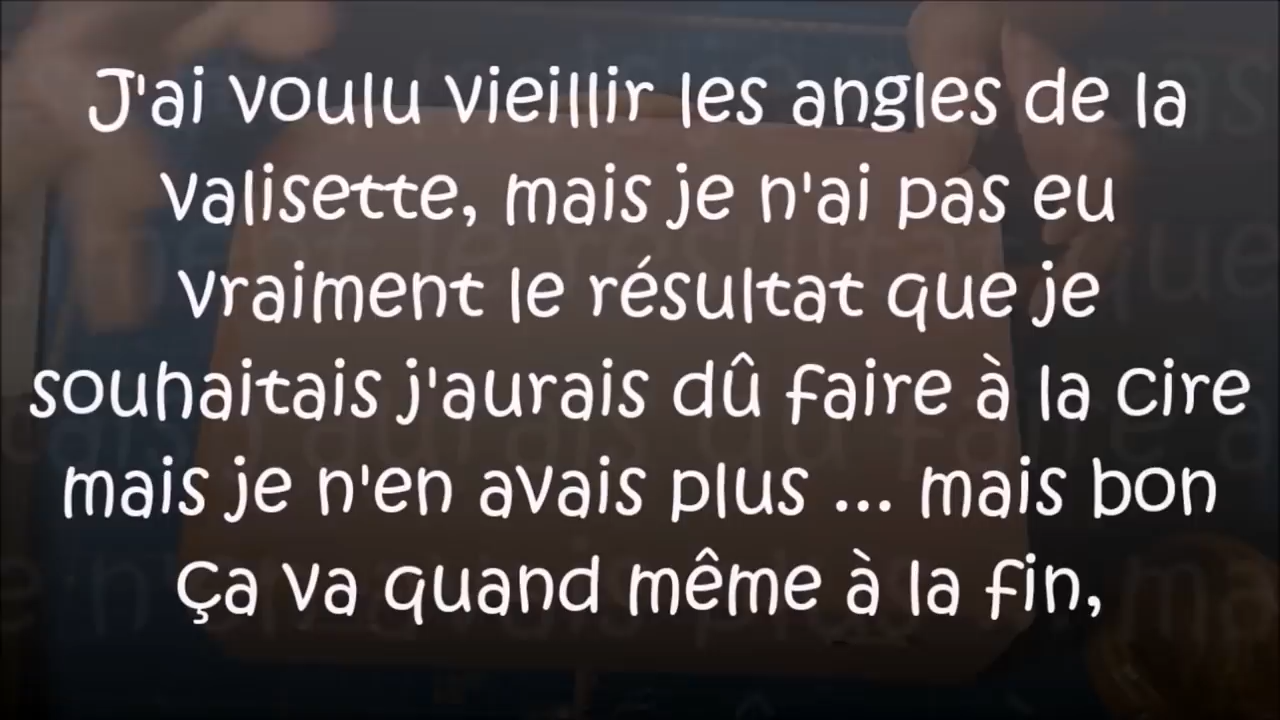 J'ai voulu vieillir les angles de la
valisette, mais je n'ai pas eu
vraiment le résultat que je
souhaitais j'aurais dû faire à la cire
mais je n'en avais plus ... mais bon
Ça va quand même à la fin,